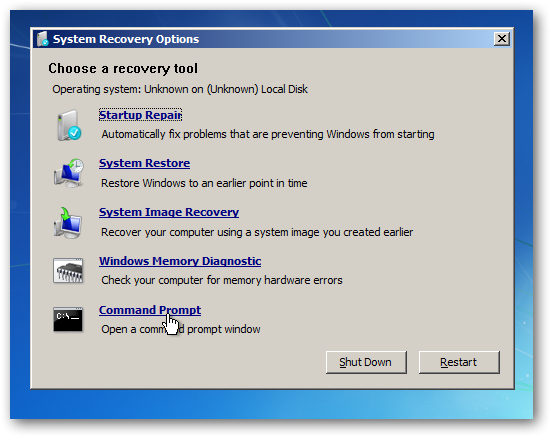 System Recovery Options
Choose a recovery tool
Operating system: Unknown on (Unknown) Local Disk
Startup Repair
Automatically fix problems that are preventing Windows from starting
System Restore
Restore Windows to an earlier point in time
System Image Recovery
Recover your computer using a system image you created earlier
Windows Memory Diagnostic
Check your computer for memory hardware errors
C:\
Command Prompt
Open a command prompt window
Shut Down
Restart